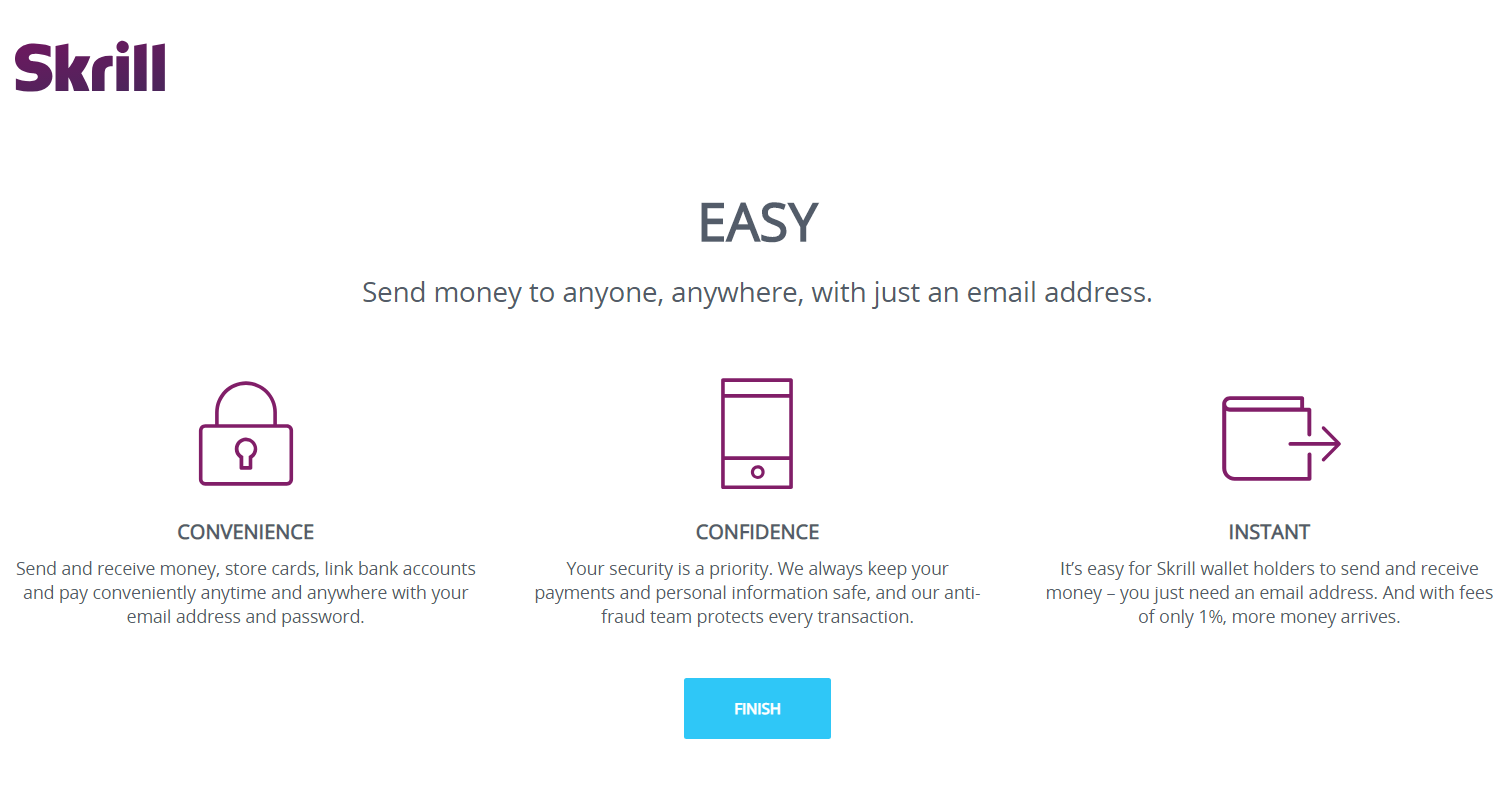 Skrill
EASY
Send money to anyone, anywhere, with just an email address.
CONVENIENCE
Send and receive money, store cards, link bank accounts
and pay conveniently anytime and anywhere with your
email address and password.
CONFIDENCE
Your security is a priority. We always keep your
payments and personal information safe, and our anti-
fraud team protects every transaction.
INSTANT
It’s easy for Skrill wallet holders to send and receive
money – you just need an email address. And with fees
of only 1%, more money arrives.
FINISH